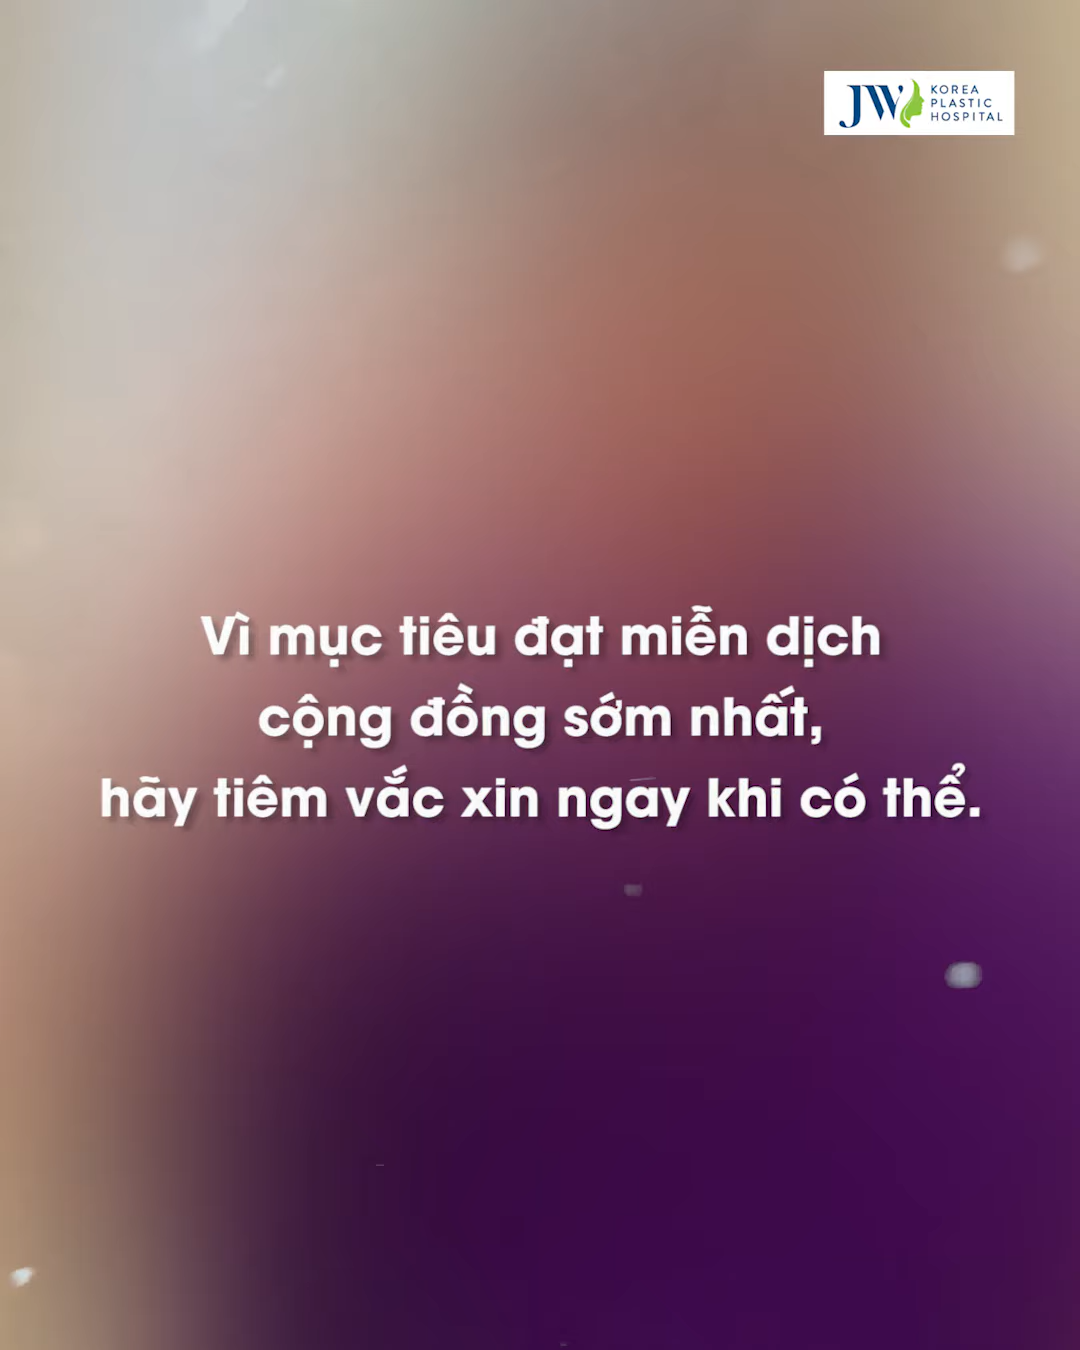 JW KOREA
PLASTIC
HOSPITAL
Vì mục tiêu đạt miễn dịch
cộng đồng sớm nhất,
hãy tiêm vắc xin ngay khi có thể.